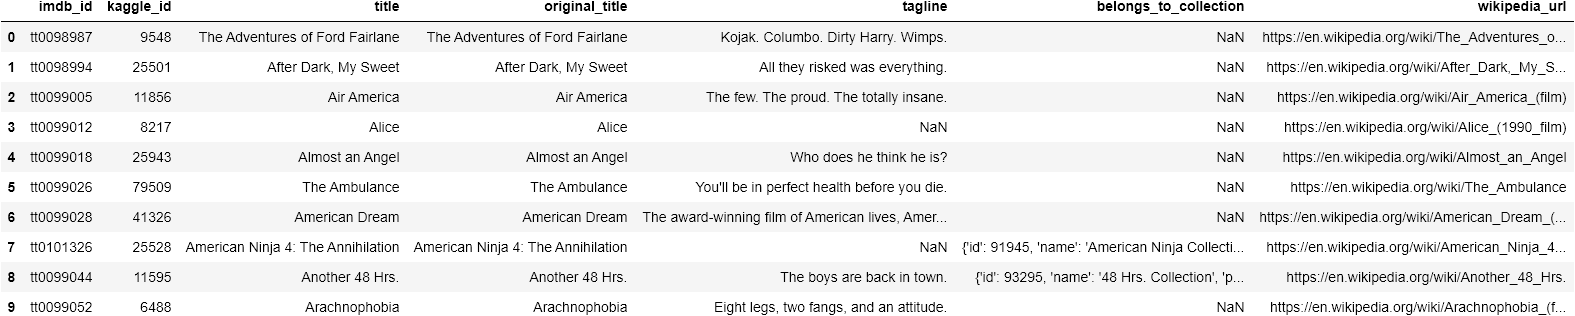 imdb_id kaggle_id title original_title tagline belongs_to_collection wikipedia_url
0 tt0098987 9548 The Adventures of Ford Fairlane The Adventures of Ford Fairlane Kojak. Columbo. Dirty Harry. Wimps. NaN https://en.wikipedia.org/wiki/The_Adventures_o...
1 tt0098994 25501 After Dark, My Sweet After Dark, My Sweet All they risked was everything. NaN https://en.wikipedia.org/wiki/After_Dark,_My_S...
2 tt0099005 11856 Air America Air America The few. The proud. The totally insane. NaN https://en.wikipedia.org/wiki/Air_America_(film)
3 tt0099012 8217 Alice Alice NaN NaN https://en.wikipedia.org/wiki/Alice_(1990_film)
4 tt0099018 25943 Almost an Angel Almost an Angel Who does he think he is? NaN https://en.wikipedia.org/wiki/Almost_an_Angel
5 tt0099026 79509 The Ambulance The Ambulance You'll be in perfect health before you die. NaN https://en.wikipedia.org/wiki/The_Ambulance
6 tt0099028 41326 American Dream American Dream The award-winning film of American lives, Amer... NaN https://en.wikipedia.org/wiki/American_Dream_(...
7 tt0101326 25528 American Ninja 4: The Annihilation American Ninja 4: The Annihilation NaN {'id': 91945, 'name': 'American Ninja Collecti... https://en.wikipedia.org/wiki/American_Ninja_4...
8 tt0099044 11595 Another 48 Hrs. Another 48 Hrs. The boys are back in town. {'id': 93295, 'name': '48 Hrs. Collection', 'p... https://en.wikipedia.org/wiki/Another_48_Hrs.
9 tt0099052 6488 Arachnophobia Arachnophobia Eight legs, two fangs, and an attitude. NaN https://en.wikipedia.org/wiki/Arachnophobia_(f...